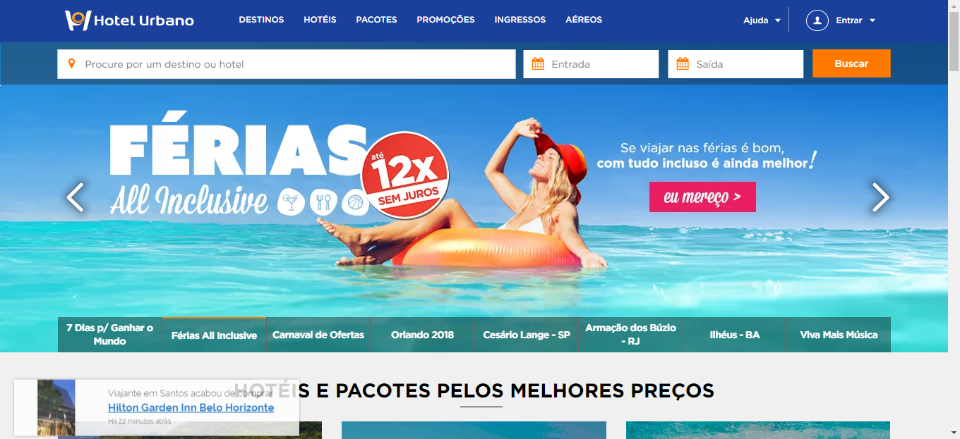 Hotel Urbano
DESTINOS HOTÉIS PACOTES PROMOÇÕES INGRESSOS AÉREOS
Ajuda Entrar
Procure por um destino ou hotel
Entrada
Saída
Buscar
FÉRIAS
All Inclusive
até
12X
SEM JUROS
Se viajar nas férias é bom,
com tudo incluso é ainda melhor!
eu mereço >
7 Dias p/ Ganhar o
Mundo
Férias All Inclusive
Carnaval de Ofertas
Orlando 2018
Cesário Lange - SP
Armação dos Búzio
- RJ
Ilhéus - BA
Viva Mais Música
HOTÉIS E PACOTES PELOS MELHORES PREÇOS
Viajante em Santos acabou de comprar
Hilton Garden Inn Belo Horizonte
Há 22 minutos atrás